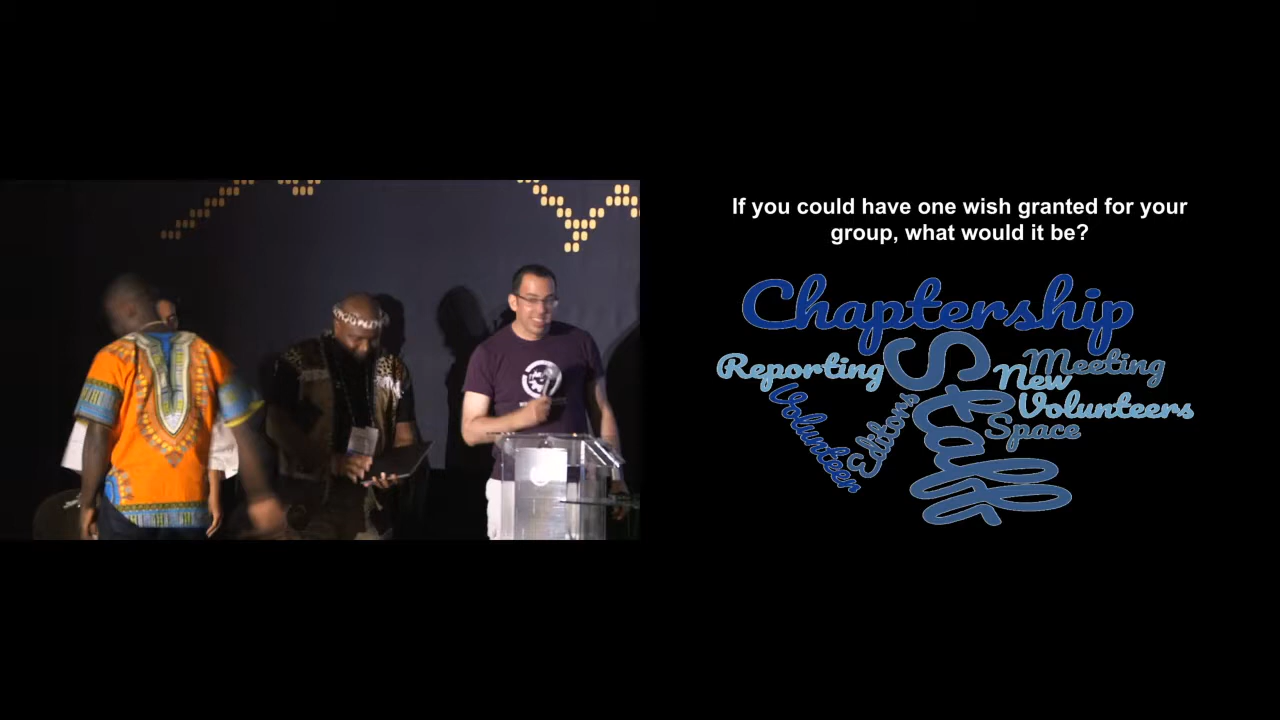 If you could have one wish granted for your
group, what would it be?
Chaptership
Reporting
Staff
Meeting
New
Volunteers
Space
Editors
Volunteer